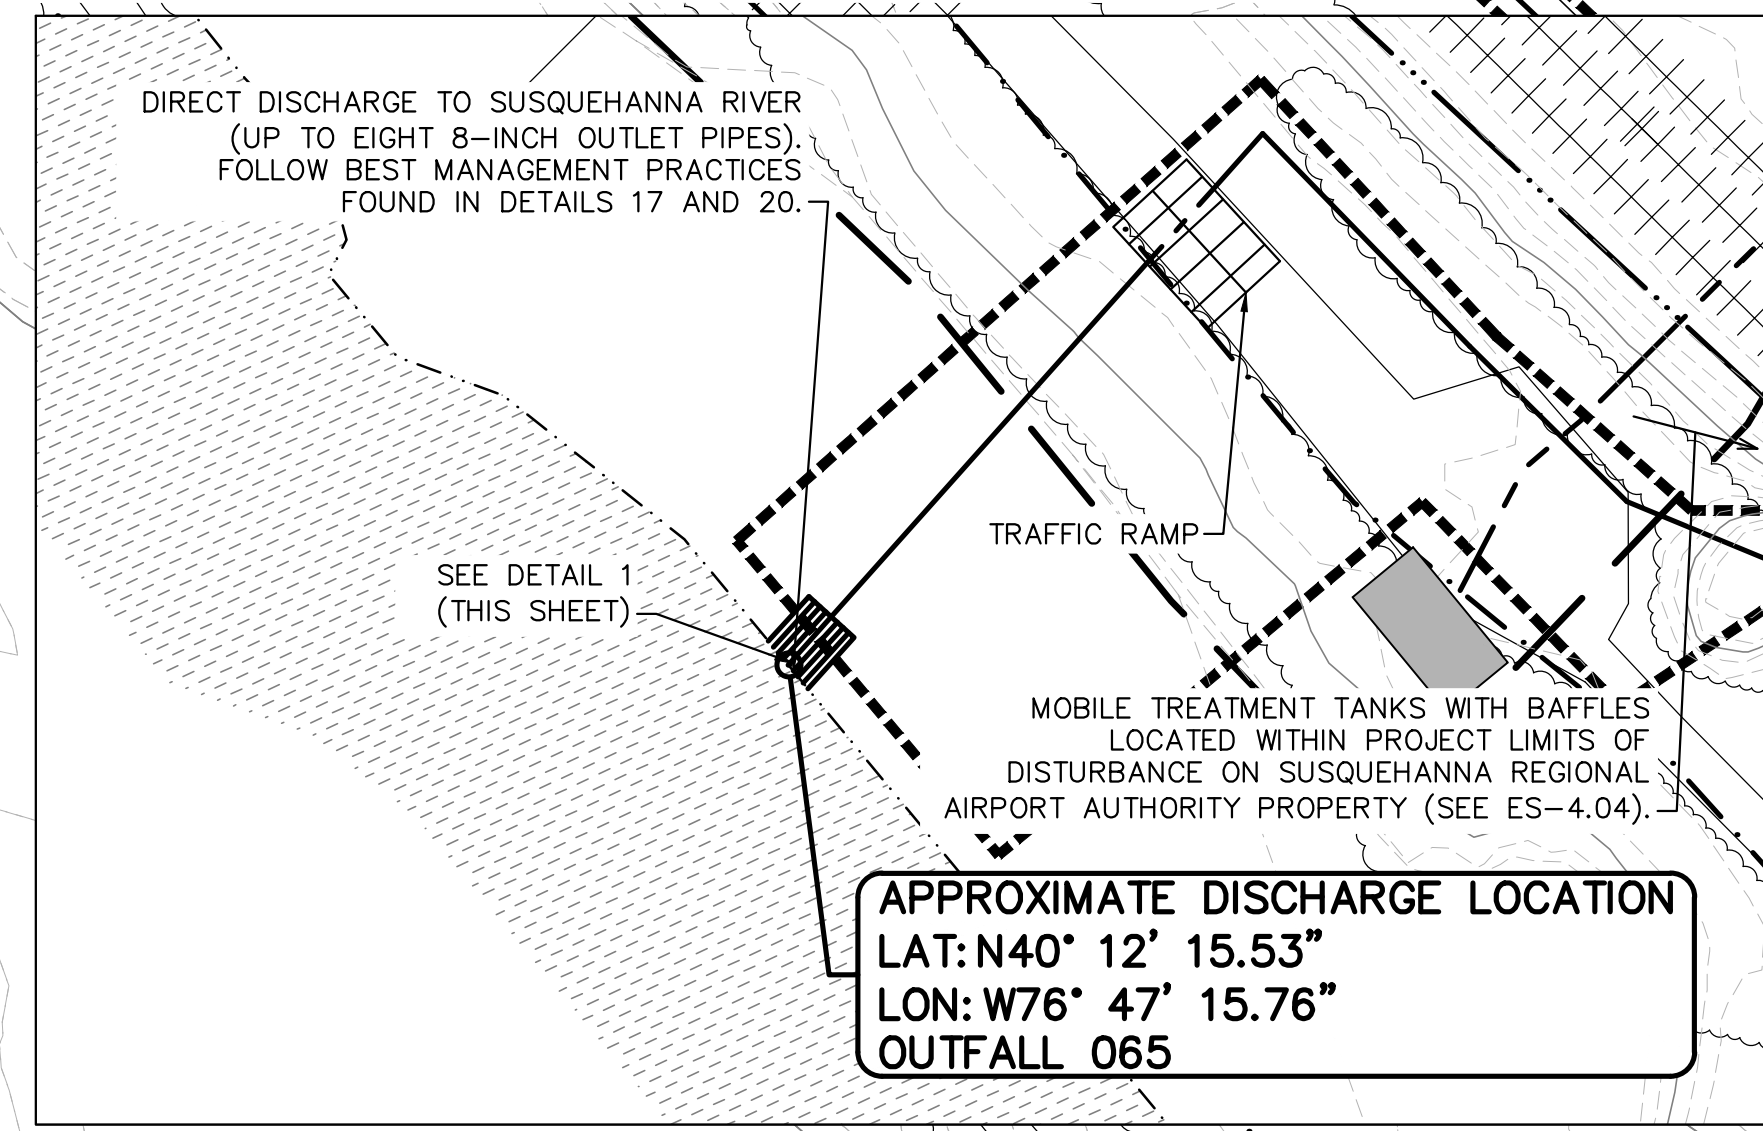 DIRECT DISCHARGE TO SUSQUEHANNA RIVER
(UP TO EIGHT 8-INCH OUTLET PIPES).
FOLLOW BEST MANAGEMENT PRACTICES
FOUND IN DETAILS 17 AND 20.
TRAFFIC RAMP
SEE DETAIL 1
(THIS SHEET)
MOBILE TREATMENT TANKS WITH BAFFLES
LOCATED WITHIN PROJECT LIMITS OF
DISTURBANCE ON SUSQUEHANNA REGIONAL
AIRPORT AUTHORITY PROPERTY (SEE ES-4.04).
APPROXIMATE DISCHARGE LOCATION
LAT: N40° 12' 15.53"
LON: W76° 47' 15.76"
OUTFALL 065